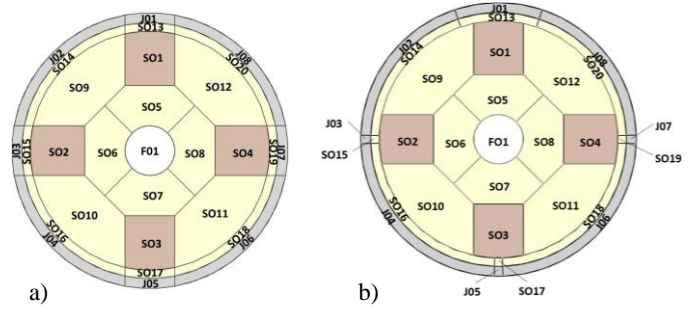 J01
SO13
J02
SO14
J08
SO20
SO1
SO9
SO12
SO5
J03
SO15
SO2
SO6
F01
SO8
SO4
SO19
J07
SO7
SO10
SO11
SO16
J04
SO18
J06
SO3
SO17
J05
a)
J01
SO13
J02
SO14
J08
SO20
SO1
SO9
SO12
SO5
J03
SO15
SO2
SO6
FO1
SO8
SO4
J07
SO19
SO7
SO10
SO11
SO16
J04
SO18
J06
SO3
J05
SO17
b)